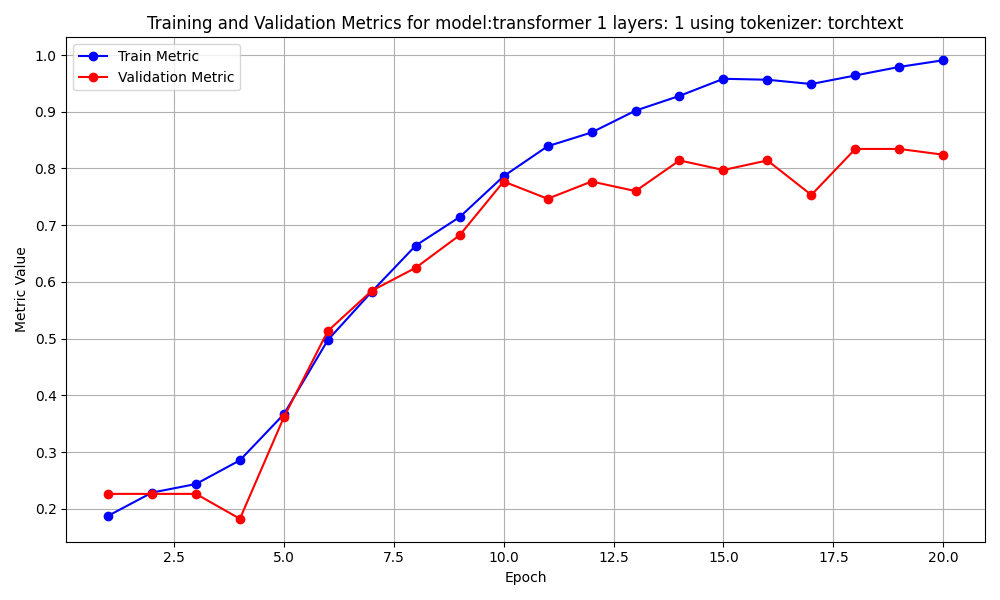 Training and Validation Metrics for model:transformer 1 layers: 1 using tokenizer: torchtext
Train Metric
Validation Metric
1.0
0.9
0.8
0.7
0.6
0.5
0.4
0.3
0.2
Metric Value
2.5 5.0 7.5 10.0 12.5 15.0 17.5 20.0
Epoch